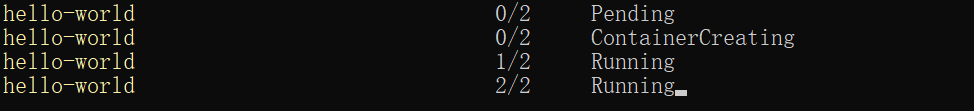 hello-world 0/2 Pending
hello-world 0/2 ContainerCreating
hello-world 1/2 Running
hello-world 2/2 Running